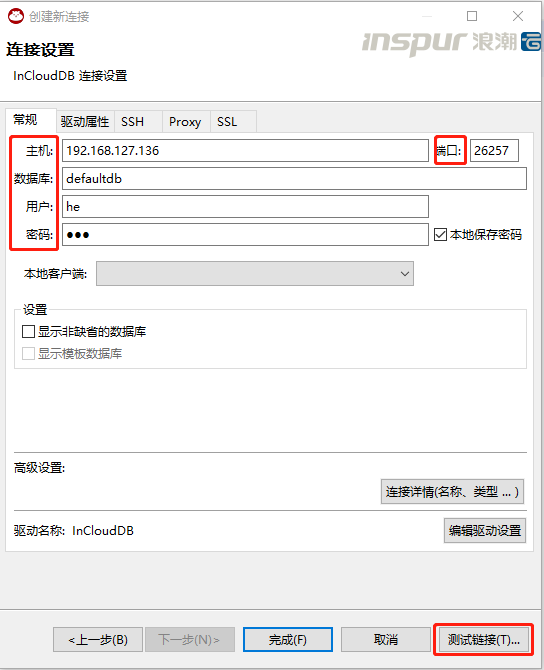 创建新连接
连接设置
inspur 浪潮云
InCloudDB 连接设置
常规 驱动属性 SSH Proxy SSL
主机: 192.168.127.136 端口: 26257
数据库: defaultdb
用户: he
密码: ●●● 本地保存密码
本地客户端:
设置
显示非缺省的数据库
显示模板数据库
高级设置:
连接详情(名称、类型 ... )
驱动名称: InCloudDB 编辑驱动设置
<上一步(B) 下一步(N)> 完成(F) 取消 测试链接(T)...